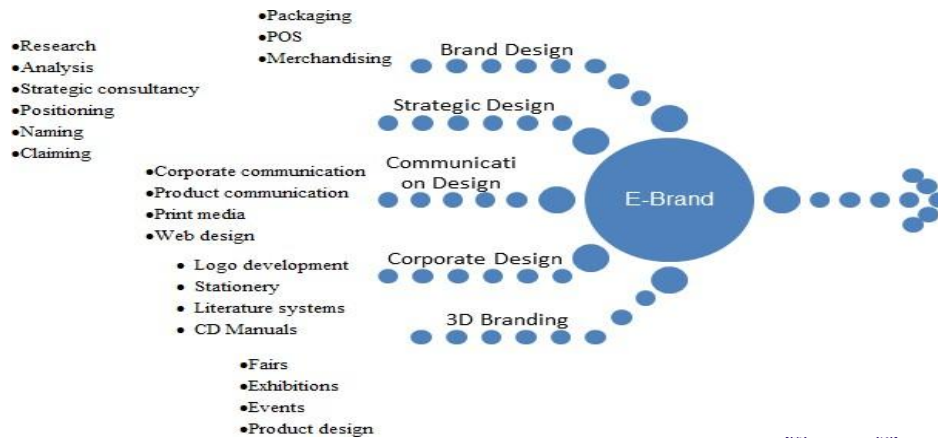 ●Packaging
●POS
●Merchandising
Brand Design
●Research
●Analysis
●Strategic consultancy
●Positioning
●Naming
●Claiming
Strategic Design
●Corporate communication
●Product communication
●Print media
●Web design
Communicati
on Design
E-Brand
• Logo development
• Stationery
• Literature systems
• CD Manuals
Corporate Design
3D Branding
●Fairs
●Exhibitions
●Events
●Product design